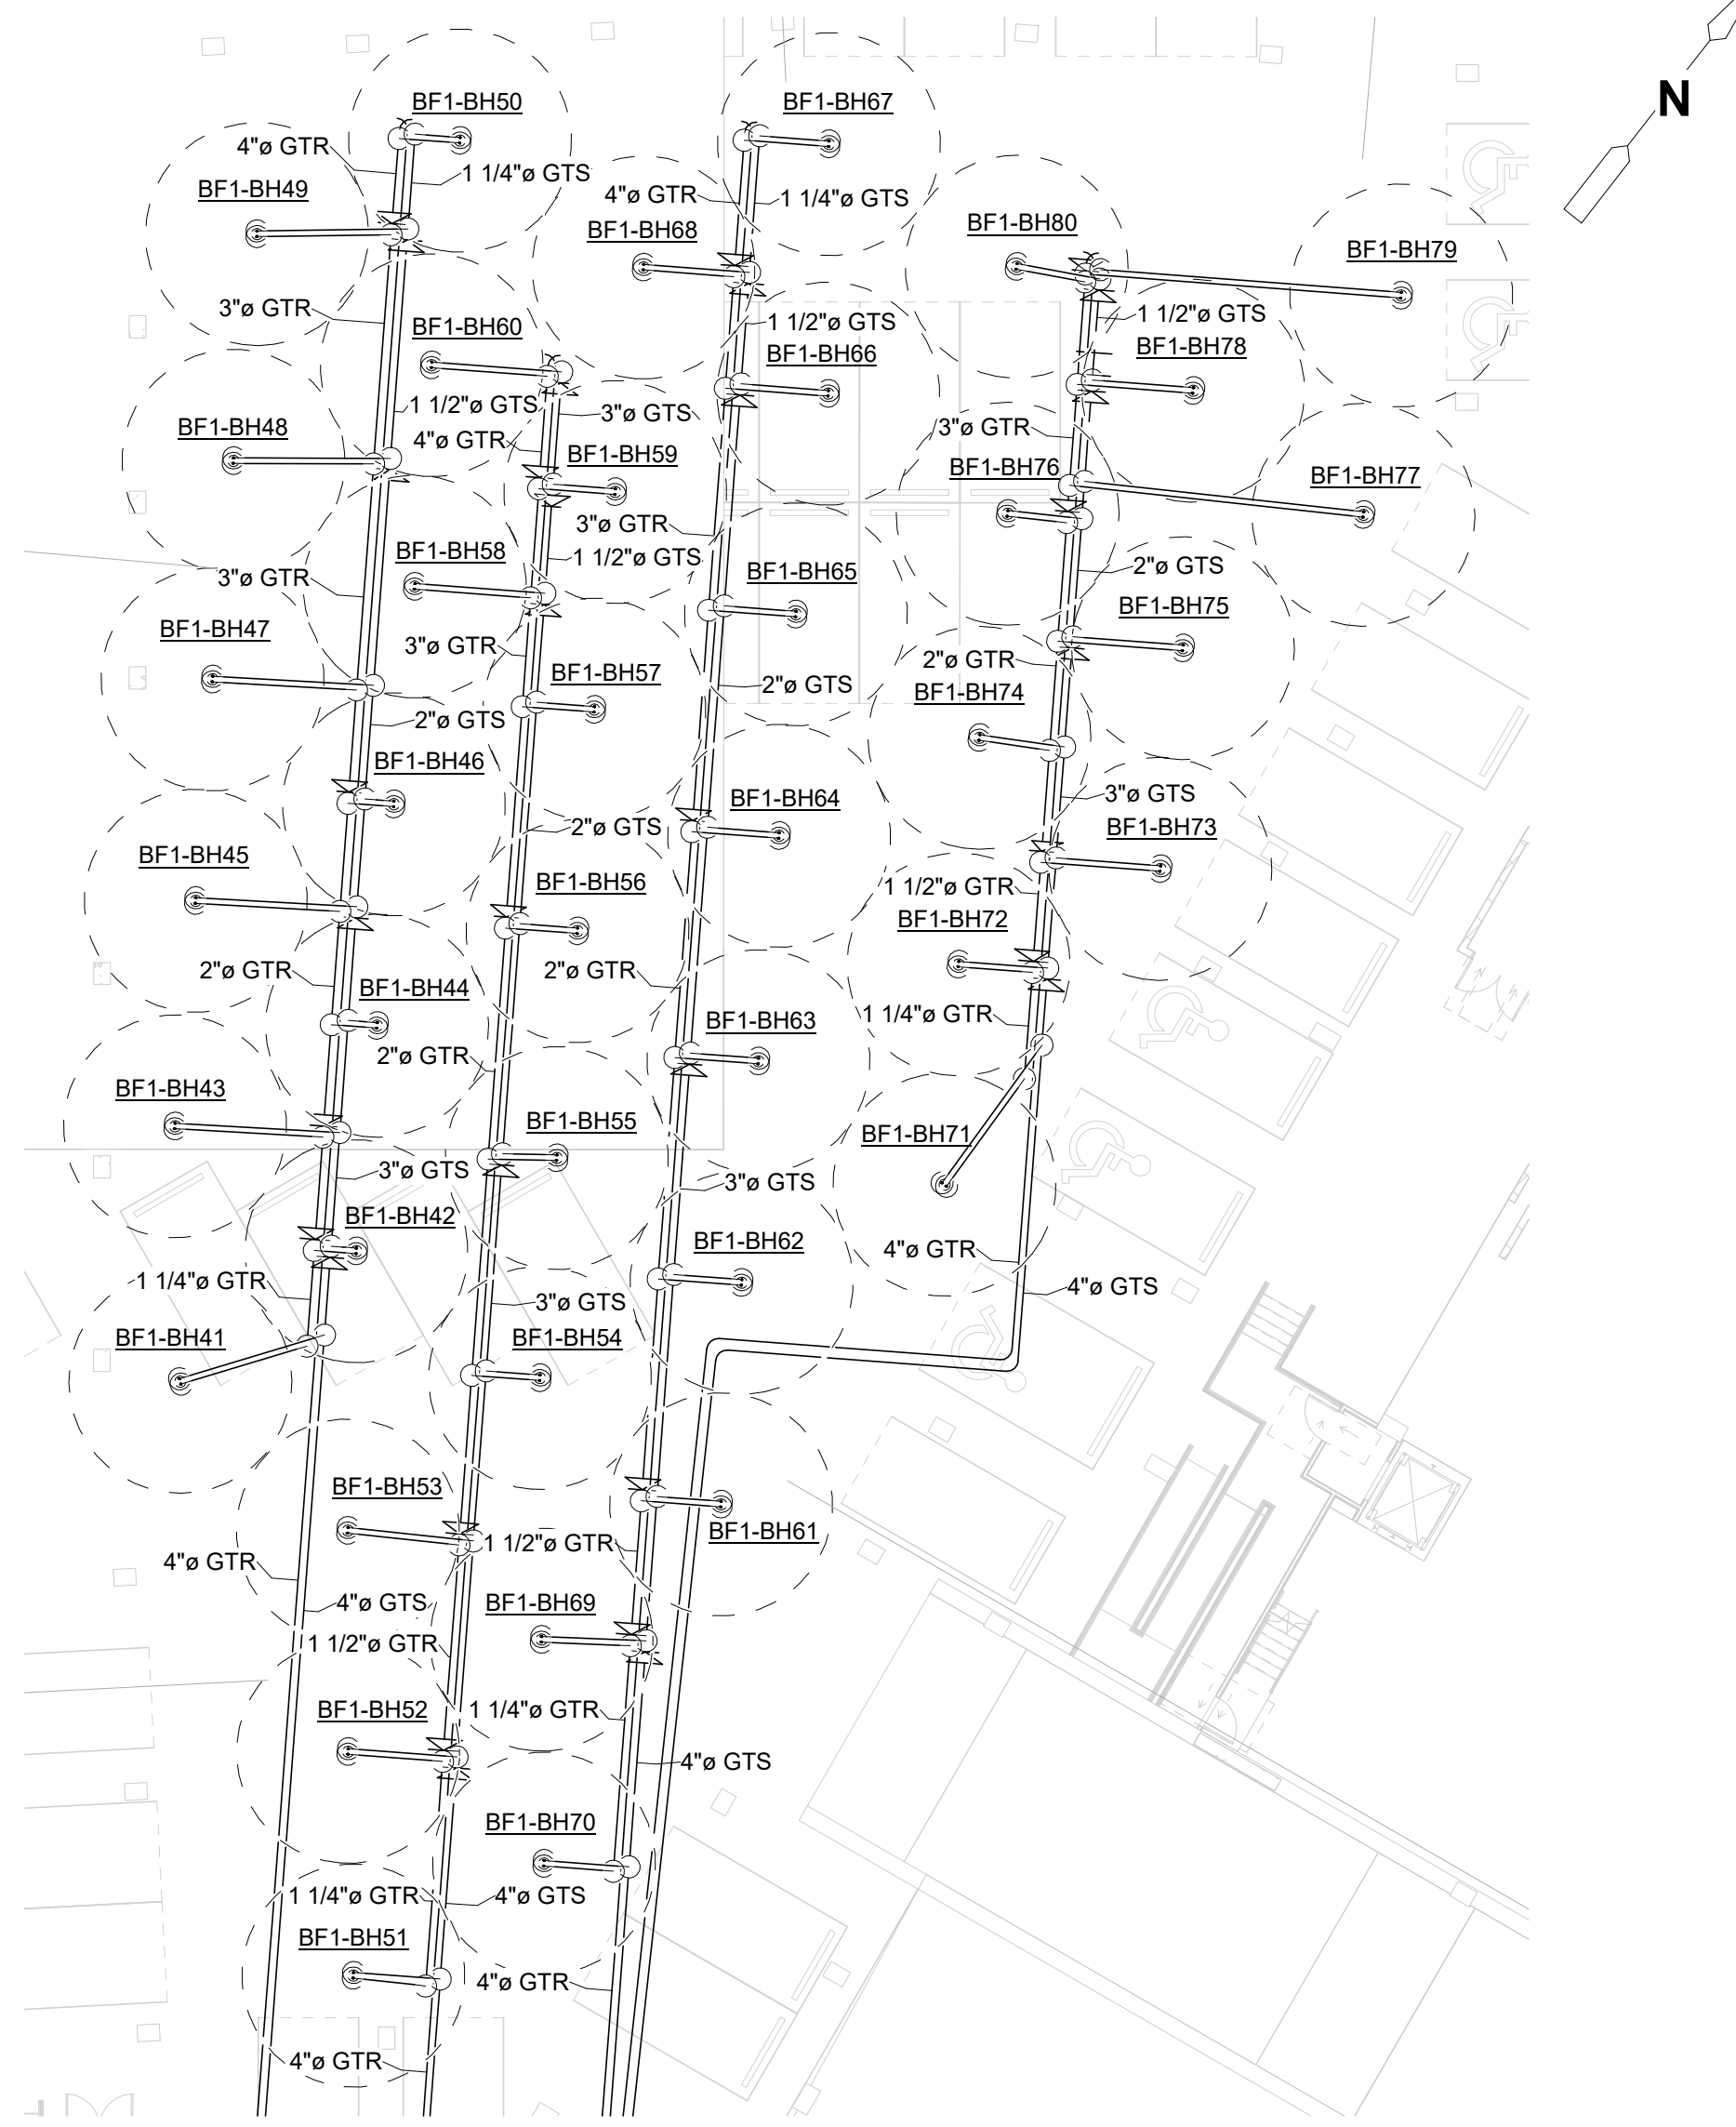 BF1-BH50
BF1-BH67
N
4"ø GTR
1 1/4"ø GTS
BF1-BH49
4"ø GTR
1 1/4"ø GTS
BF1-BH68
BF1-BH80
BF1-BH79
3"ø GTR
BF1-BH60
1 1/2"ø GTS
1 1/2"ø GTS
BF1-BH66
BF1-BH78
1 1/2"ø GTS
3"ø GTS
BF1-BH48
4"ø GTR
3"ø GTR
BF1-BH59
BF1-BH76
BF1-BH77
3"ø GTR
BF1-BH58
1 1/2"ø GTS
2"ø GTS
3"ø GTR
BF1-BH65
BF1-BH75
BF1-BH47
3"ø GTR
2"ø GTR
BF1-BH57
2"ø GTS
BF1-BH74
2"ø GTS
BF1-BH46
3"ø GTS
BF1-BH64
2"ø GTS
BF1-BH73
BF1-BH45
BF1-BH56
1 1/2"ø GTR
BF1-BH72
2"ø GTR
2"ø GTR
BF1-BH44
1 1/4"ø GTR
BF1-BH63
2"ø GTR
BF1-BH43
BF1-BH55
BF1-BH71
3"ø GTS
3"ø GTS
BF1-BH42
BF1-BH62
4"ø GTR
1 1/4"ø GTR
4"ø GTS
3"ø GTS
BF1-BH41
BF1-BH54
BF1-BH53
BF1-BH61
1 1/2"ø GTR
4"ø GTR
4"ø GTS
BF1-BH69
1 1/2"ø GTR
BF1-BH52
1 1/4"ø GTR
4"ø GTS
BF1-BH70
1 1/4"ø GTR
4"ø GTS
BF1-BH51
4"ø GTR
4"ø GTR